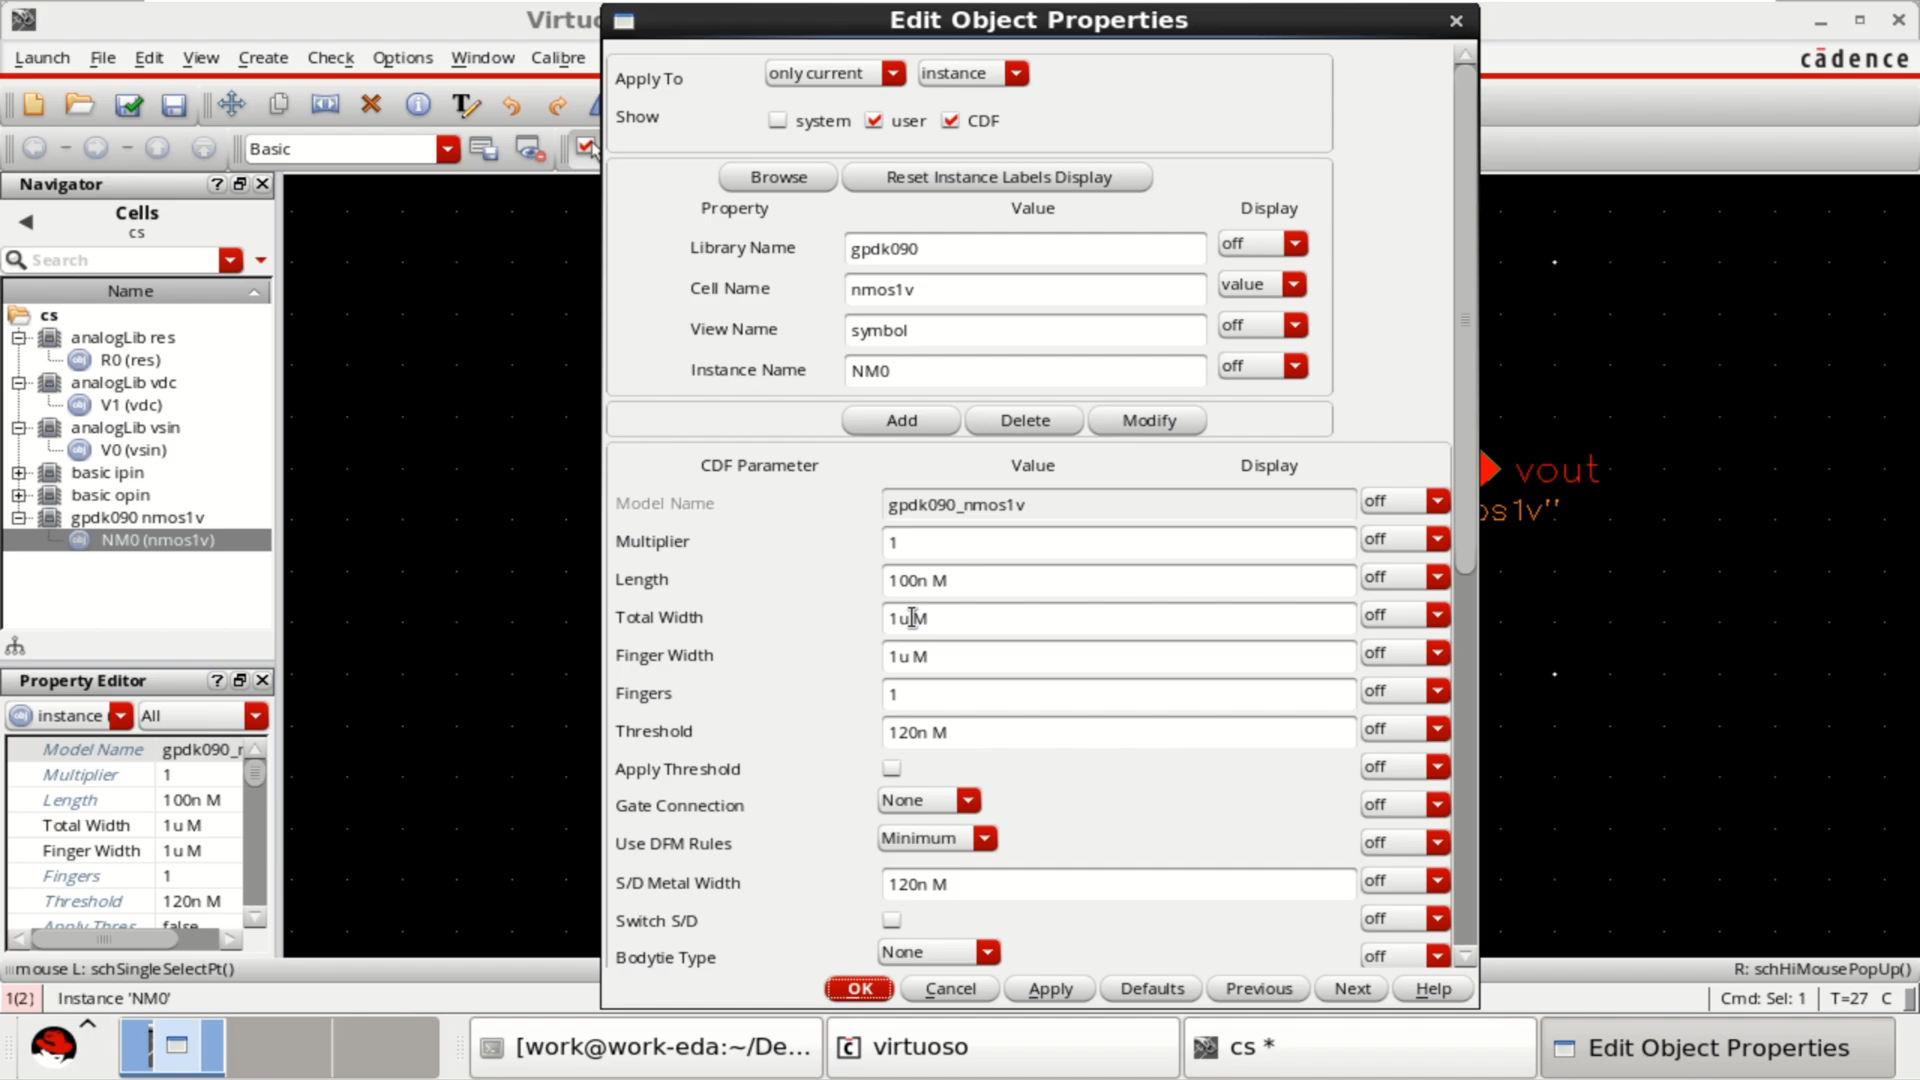 Virtuo
Edit Object Properties
Launch File Edit View Create Check Options Window Calibre
cādence
Apply To only current instance
Show system user CDF
Basic
Browse Reset Instance Labels Display
Property Value Display
Library Name gpdk090 off
Cell Name nmos1v value
View Name symbol off
Instance Name NM0 off
Add Delete Modify
CDF Parameter Value Display
Model Name gpdk090_nmos1v off
Multiplier 1 off
Length 100n M off
Total Width 1u M off
Finger Width 1u M off
Fingers 1 off
Threshold 120n M off
Apply Threshold off
Gate Connection None off
Use DFM Rules Minimum off
S/D Metal Width 120n M off
Switch S/D off
Bodytie Type None off
OK Cancel Apply Defaults Previous Next Help
Navigator
Cells
cs
Search
Name
cs
analogLib res
R0 (res)
analogLib vdc
V1 (vdc)
analogLib vsin
V0 (vsin)
basic ipin
basic opin
gpdk090 nmos1v
NM0 (nmos1v)
Property Editor
instance All
Model Name gpdk090_r
Multiplier 1
Length 100n M
Total Width 1u M
Finger Width 1u M
Fingers 1
Threshold 120n M
Apply Thres false
vout
os1v"
mouse L: schSingleSelectPt()
R: schHiMousePopUp()
1(2) Instance 'NM0'
Cmd: Sel: 1 T=27 C
[work@work-eda:~/De... virtuoso cs * Edit Object Properties